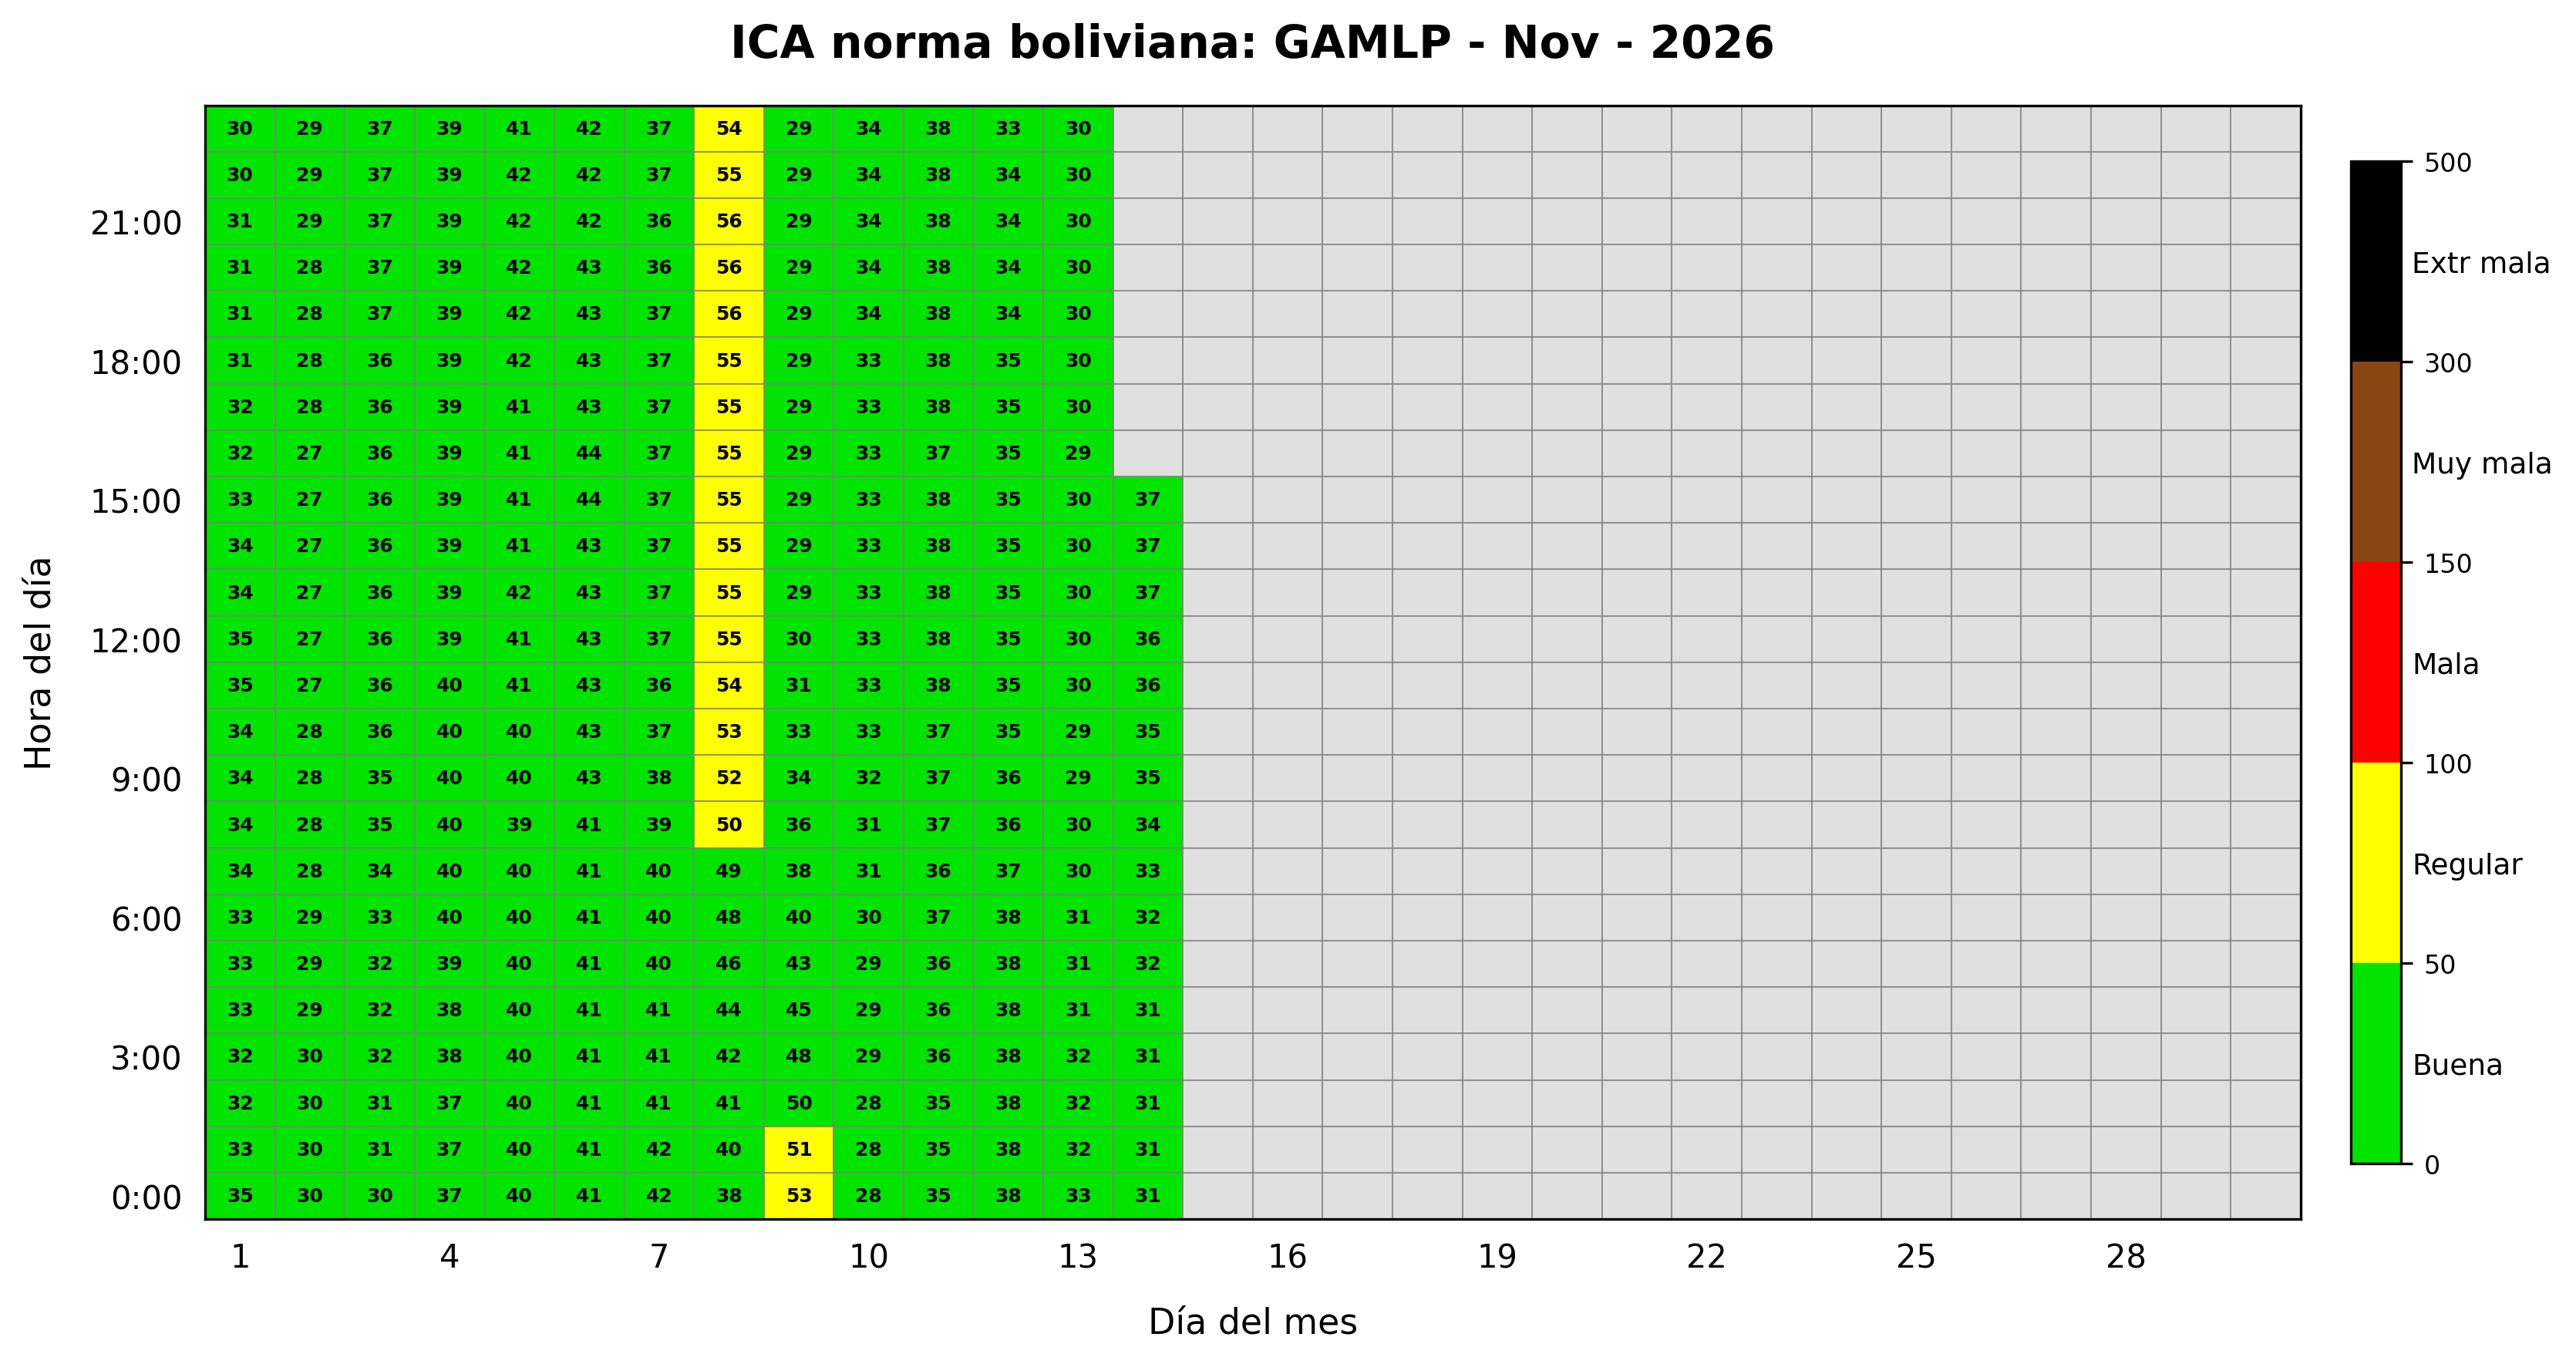 ICA norma boliviana: GAMLP - Nov - 2026
30 29 37 39 41 42 37 54 29 34 38 33 30
30 29 37 39 42 42 37 55 29 34 38 34 30
21:00 31 29 37 39 42 42 36 56 29 34 38 34 30
31 28 37 39 42 43 36 56 29 34 38 34 30
31 28 37 39 42 43 37 56 29 34 38 34 30
18:00 31 28 36 39 42 43 37 55 29 33 38 35 30
32 28 36 39 41 43 37 55 29 33 38 35 30
32 27 36 39 41 44 37 55 29 33 37 35 29
15:00 33 27 36 39 41 44 37 55 29 33 38 35 30 37
34 27 36 39 41 43 37 55 29 33 38 35 30 37
34 27 36 39 42 43 37 55 29 33 38 35 30 37
12:00 35 27 36 39 41 43 37 55 30 33 38 35 30 36
35 27 36 40 41 43 36 54 31 33 38 35 30 36
34 28 36 40 40 43 37 53 33 33 37 35 29 35
9:00 34 28 35 40 40 43 38 52 34 32 37 36 29 35
34 28 35 40 39 41 39 50 36 31 37 36 30 34
34 28 34 40 40 41 40 49 38 31 36 37 30 33
6:00 33 29 33 40 40 41 40 48 40 30 37 38 31 32
33 29 32 39 40 41 40 46 43 29 36 38 31 32
33 29 32 38 40 41 41 44 45 29 36 38 31 31
3:00 32 30 32 38 40 41 41 42 48 29 36 38 32 31
32 30 31 37 40 41 41 41 50 28 35 38 32 31
33 30 31 37 40 41 42 40 51 28 35 38 32 31
0:00 35 30 30 37 40 41 42 38 53 28 35 38 33 31
1 4 7 10 13 16 19 22 25 28
Día del mes
Hora del día
500
Extr mala
300
Muy mala
150
Mala
100
Regular
50
Buena
0